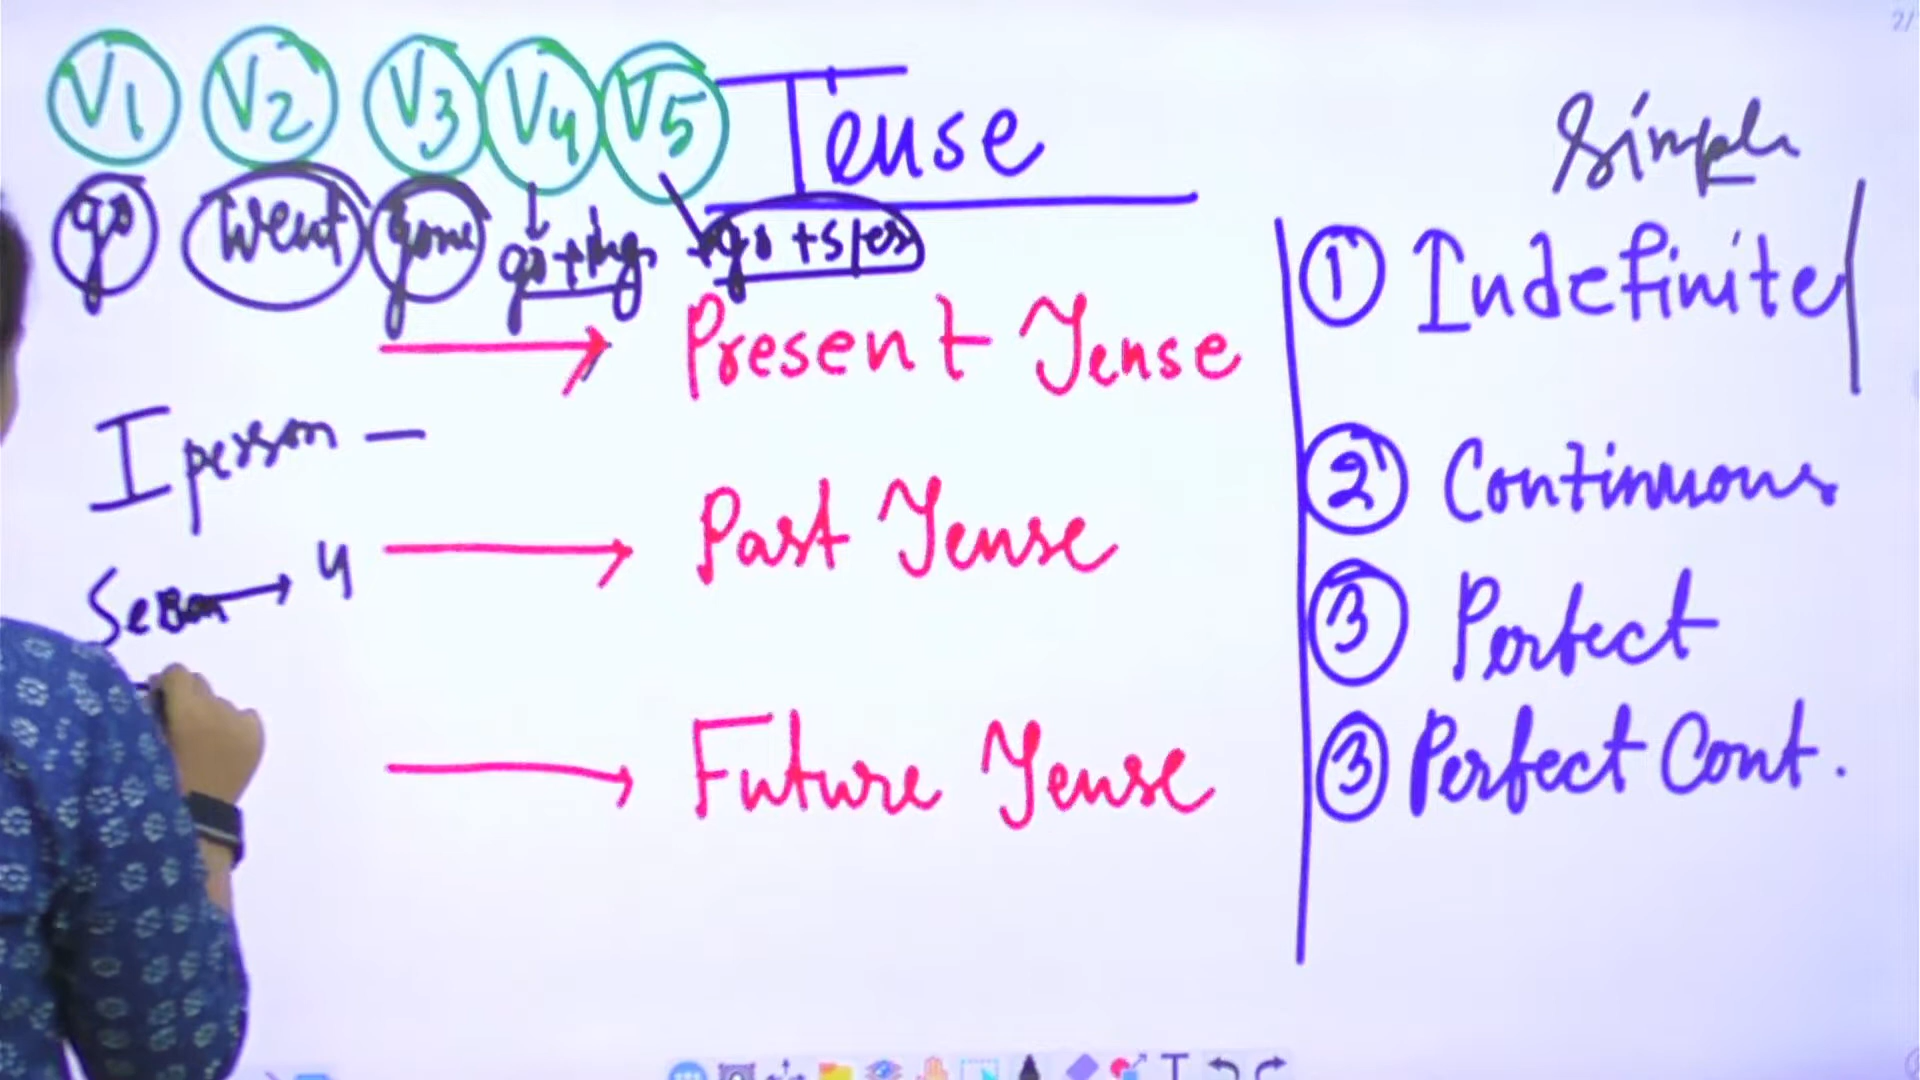 V1 V2 V3 V4 V5 Tense
go went gone go+ing go +s/es
Present Tense
I person –
Past Tense
→ y
Future Tense
Simple
① Indefinite
② Continuous
③ Perfect
③ Perfect Cont.
T